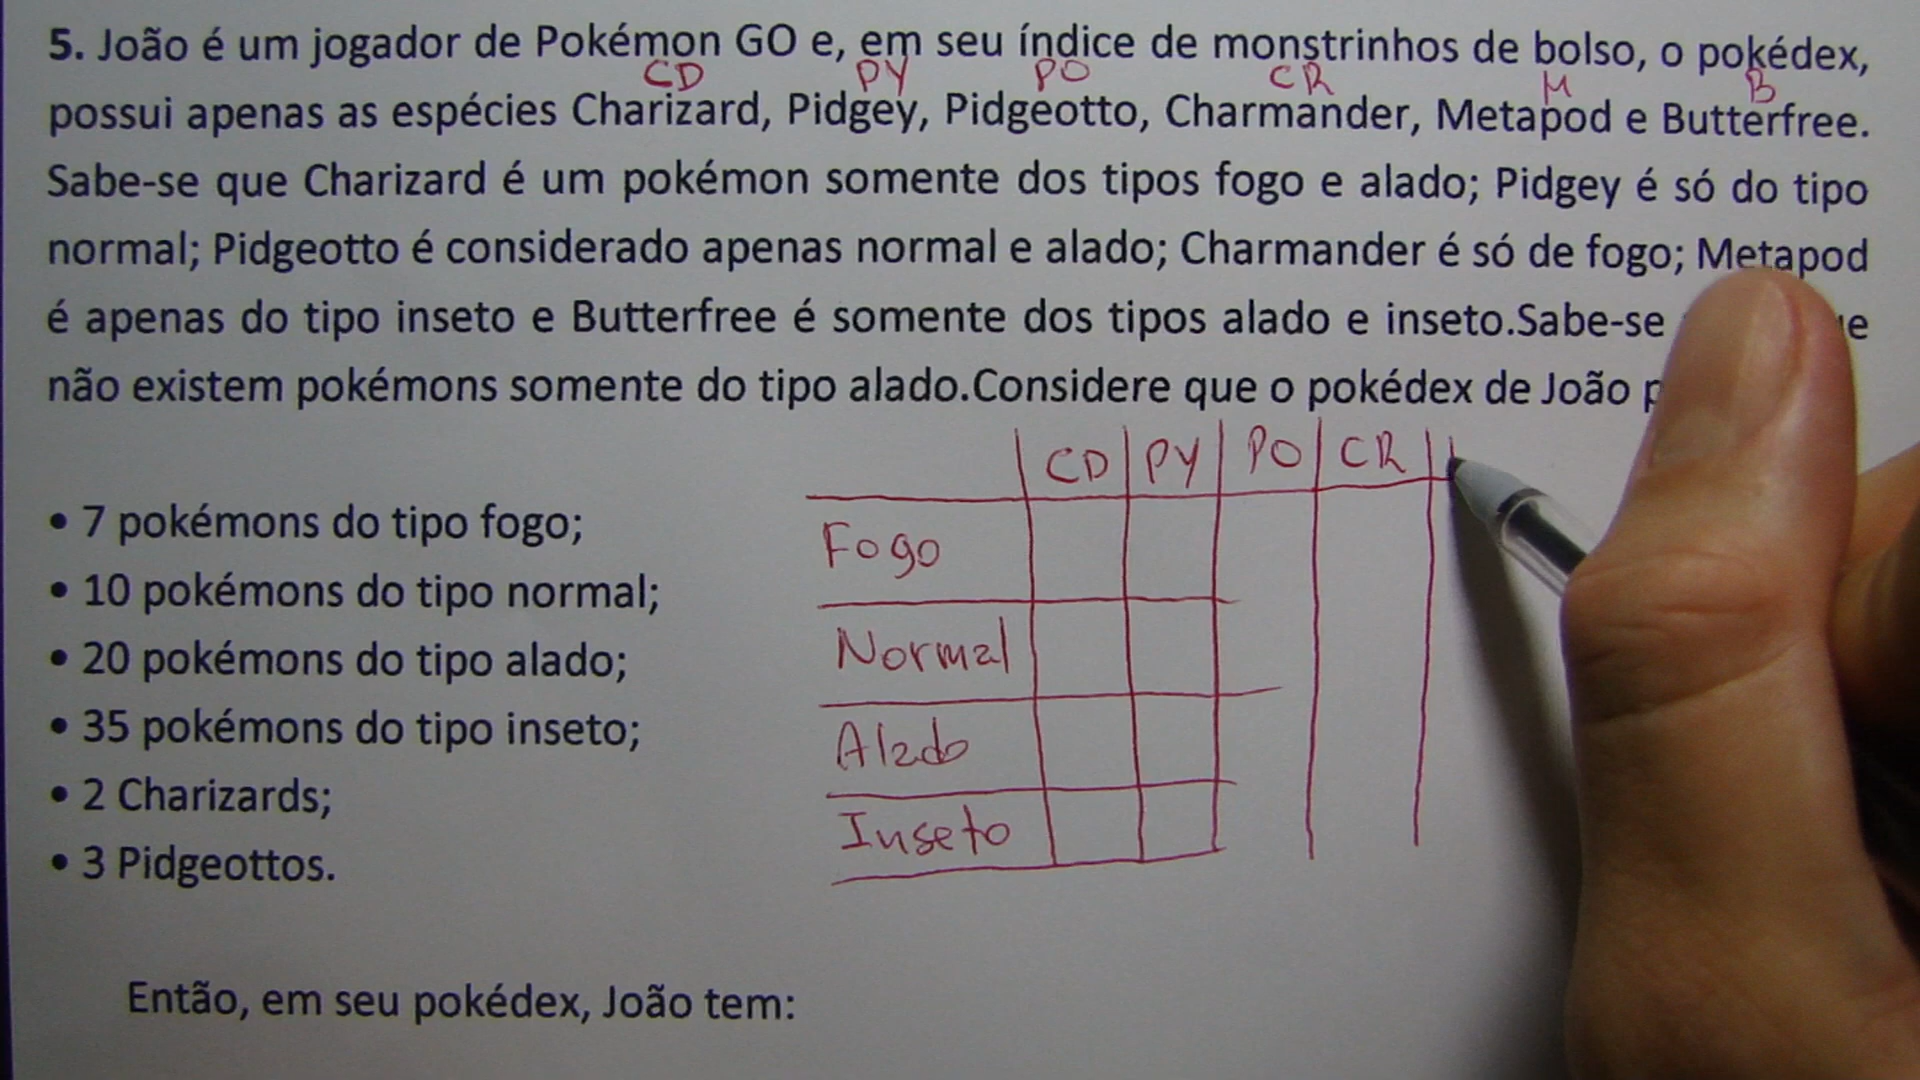 5. João é um jogador de Pokémon GO e, em seu índice de monstrinhos de bolso, o pokédex,
CD PY PO CR M B
possui apenas as espécies Charizard, Pidgey, Pidgeotto, Charmander, Metapod e Butterfree.
Sabe-se que Charizard é um pokémon somente dos tipos fogo e alado; Pidgey é só do tipo
normal; Pidgeotto é considerado apenas normal e alado; Charmander é só de fogo; Metapod
é apenas do tipo inseto e Butterfree é somente dos tipos alado e inseto.Sabe-se
não existem pokémons somente do tipo alado.Considere que o pokédex de João
CD PY PO CR
• 7 pokémons do tipo fogo;
• 10 pokémons do tipo normal;
• 20 pokémons do tipo alado;
• 35 pokémons do tipo inseto;
• 2 Charizards;
• 3 Pidgeottos.
Fogo
Normal
Alado
Inseto
Então, em seu pokédex, João tem: